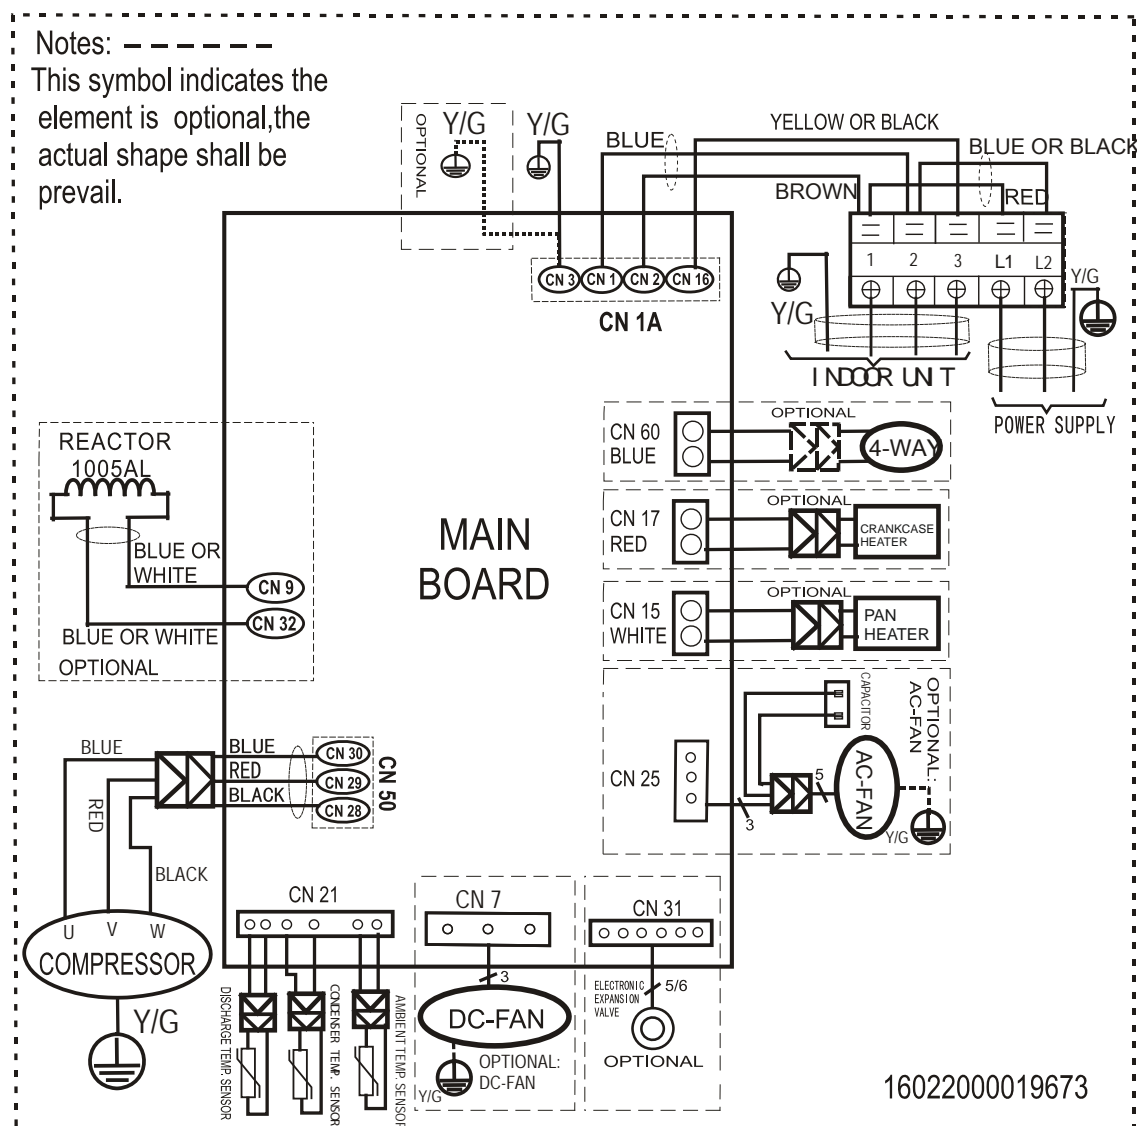 Notes:
This symbol indicates the
element is optional,the
actual shape shall be
prevail.
OPTIONAL
Y/G
Y/G
BLUE
YELLOW OR BLACK
BLUE OR BLACK
BROWN
RED
1 2 3 L1 L2
Y/G
Y/G
CN 3 CN 1 CN 2 CN 16
CN 1A
INDOOR UNIT
POWER SUPPLY
REACTOR
1005AL
BLUE OR
WHITE
CN 9
CN 32
BLUE OR WHITE
OPTIONAL
MAIN
BOARD
CN 60
BLUE
OPTIONAL
4-WAY
CN 17
RED
OPTIONAL
CRANKCASE
HEATER
CN 15
WHITE
OPTIONAL
PAN
HEATER
CN 25
3
5
CAPACITOR
AC-FAN
OPTIONAL:
AC-FAN
Y/G
BLUE
RED
BLACK
BLUE
RED
BLACK
CN 30
CN 29
CN 28
CN 50
U V W
COMPRESSOR
Y/G
CN 21
DISCHARGE TEMP. SENSOR
CONDENSER TEMP. SENSOR
AMBIENT TEMP. SENSOR
CN 7
3
DC-FAN
Y/G
OPTIONAL:
DC-FAN
CN 31
ELECTRONIC
EXPANSION
VALVE
5/6
OPTIONAL
16022000019673